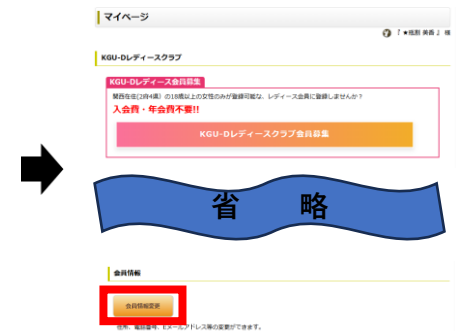 マイページ
KGU-Dレディースクラブ
KGU-Dレディース会員募集
関西在住(2府4県）の18歳以上の女性のみが登録可能な、レディース会員に登録しませんか？
入会費・年会費不要!!
KGU-Dレディースクラブ会員募集
省 略
会員情報
会員情報変更
住所、電話番号、Eメールアドレス等の変更ができます。